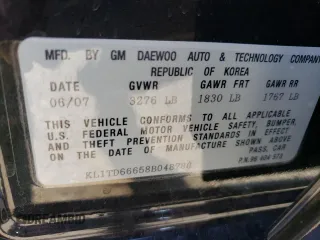 MFD. BY GM DAEWOO AUTO & TECHNOLOGY COMPANY
REPUBLIC OF KOREA
DATE GVWR GAWR FRT GAWR RR
06/07 3276 LB 1830 LB 1767 LB
THIS VEHICLE CONFORMS TO ALL APPLICABLE
U.S. FEDERAL MOTOR VEHICLE SAFETY, BUMPER,
AND THEFT PREVENTION STANDARDS IN EFFECT
ON THE DATE OF MANUFACTURE SHOWN ABOVE
PASS CAR
P.N. 96